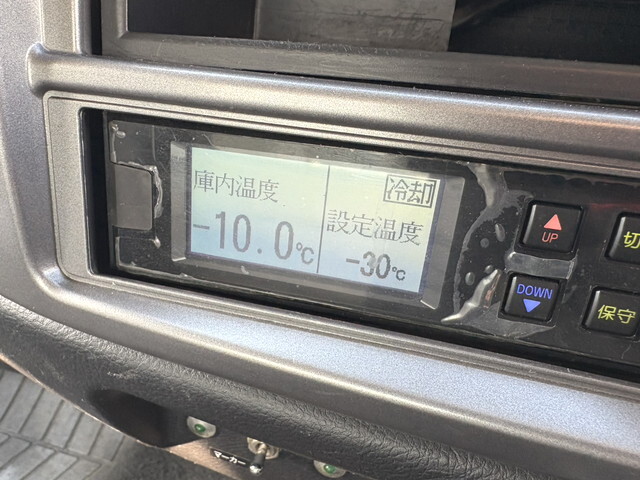 庫内温度
-10.0℃
冷却
設定温度
-30℃
UP
DOWN
切
保守
マーカー